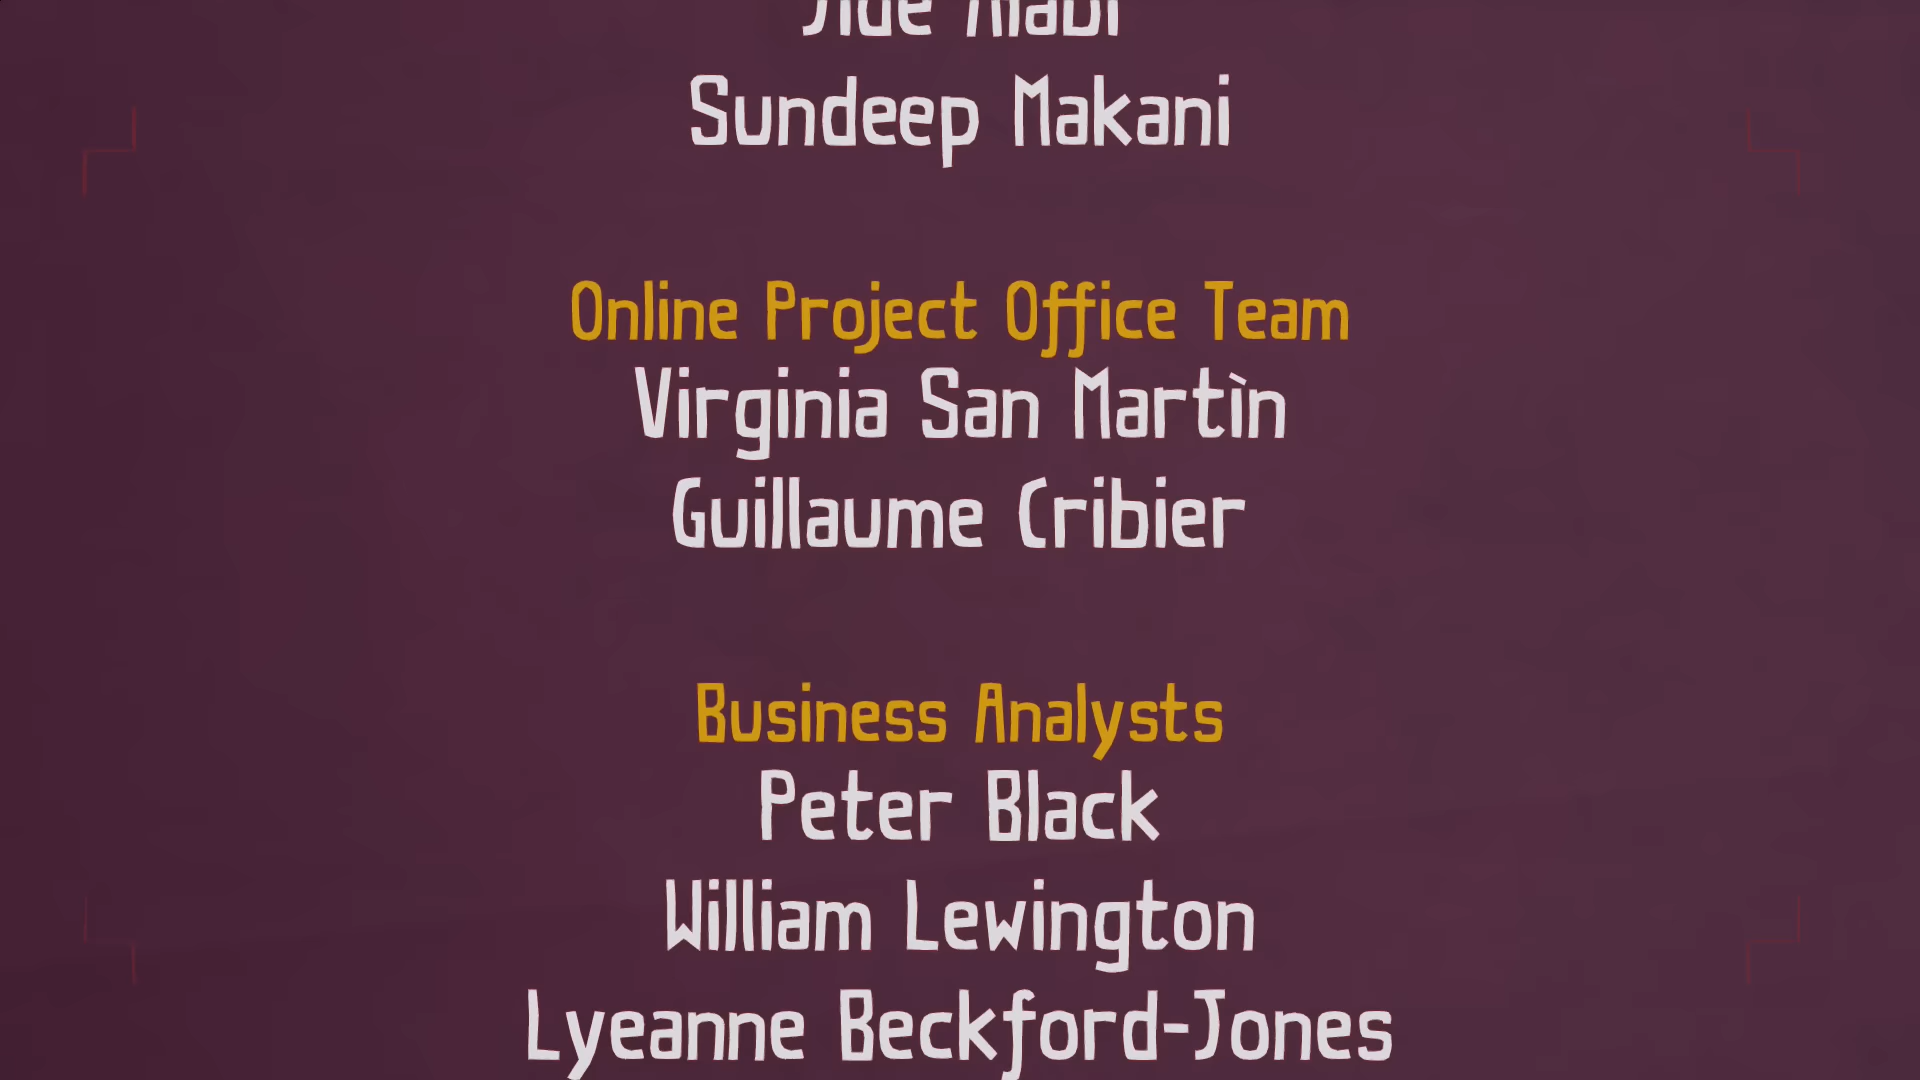 Sundeep Makani
Online Project Office Team
Virginia San Martìn
Guillaume Cribier
Business Analysts
Peter Black
William Lewington
Lyeanne Beckford-Jones